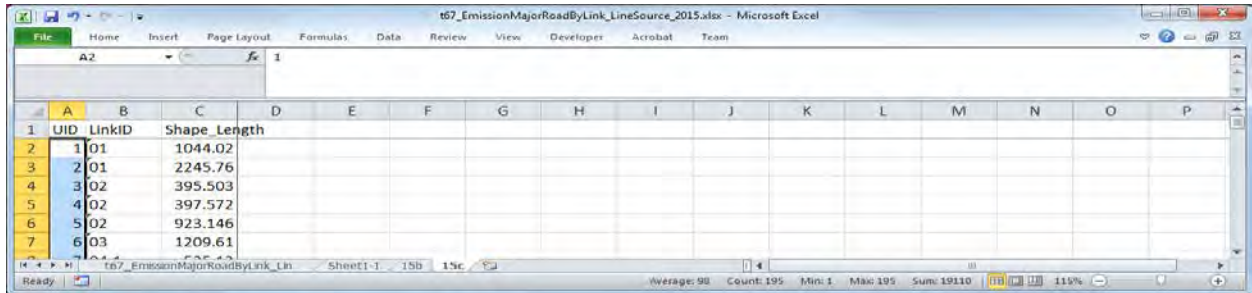 t67_EmissionMajorRoadByLink_LineSource_2015.xlsx - Microsoft Excel
File Home Insert Page Layout Formulas Data Review View Developer Acrobat Team
A2 fx 1
A B C D E F G H I J K L M N O P
1 UID LinkID Shape_Length
2 1 01 1044.02
3 2 01 2245.76
4 3 02 395.503
5 4 02 397.572
6 5 02 923.146
7 6 03 1209.61
t67_EmissionMajorRoadByLink_Lin Sheet1-1 15b 15c
Ready Average: 98 Count: 195 Min: 1 Max: 195 Sum: 19110 115%